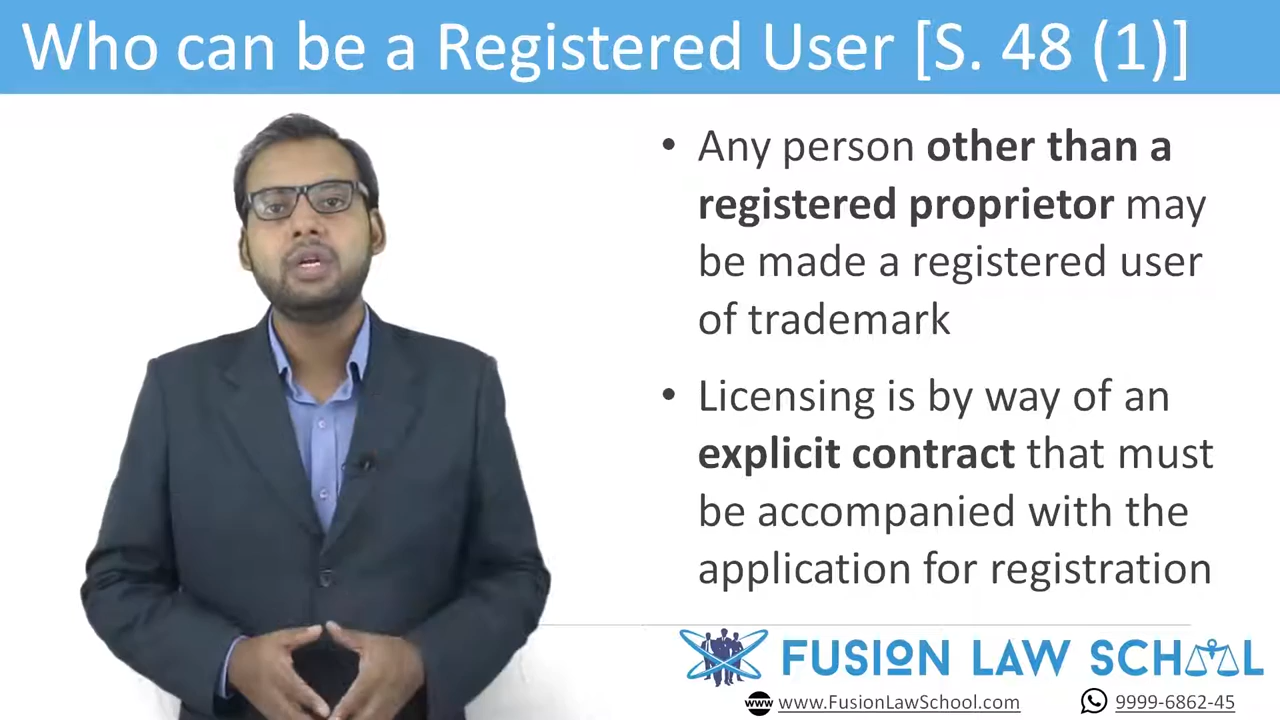 Who can be a Registered User [S. 48 (1)]
• Any person other than a
registered proprietor may
be made a registered user
of trademark
• Licensing is by way of an
explicit contract that must
be accompanied with the
application for registration
FUSION LAW SCHOOL
www www.FusionLawSchool.com
9999-6862-45